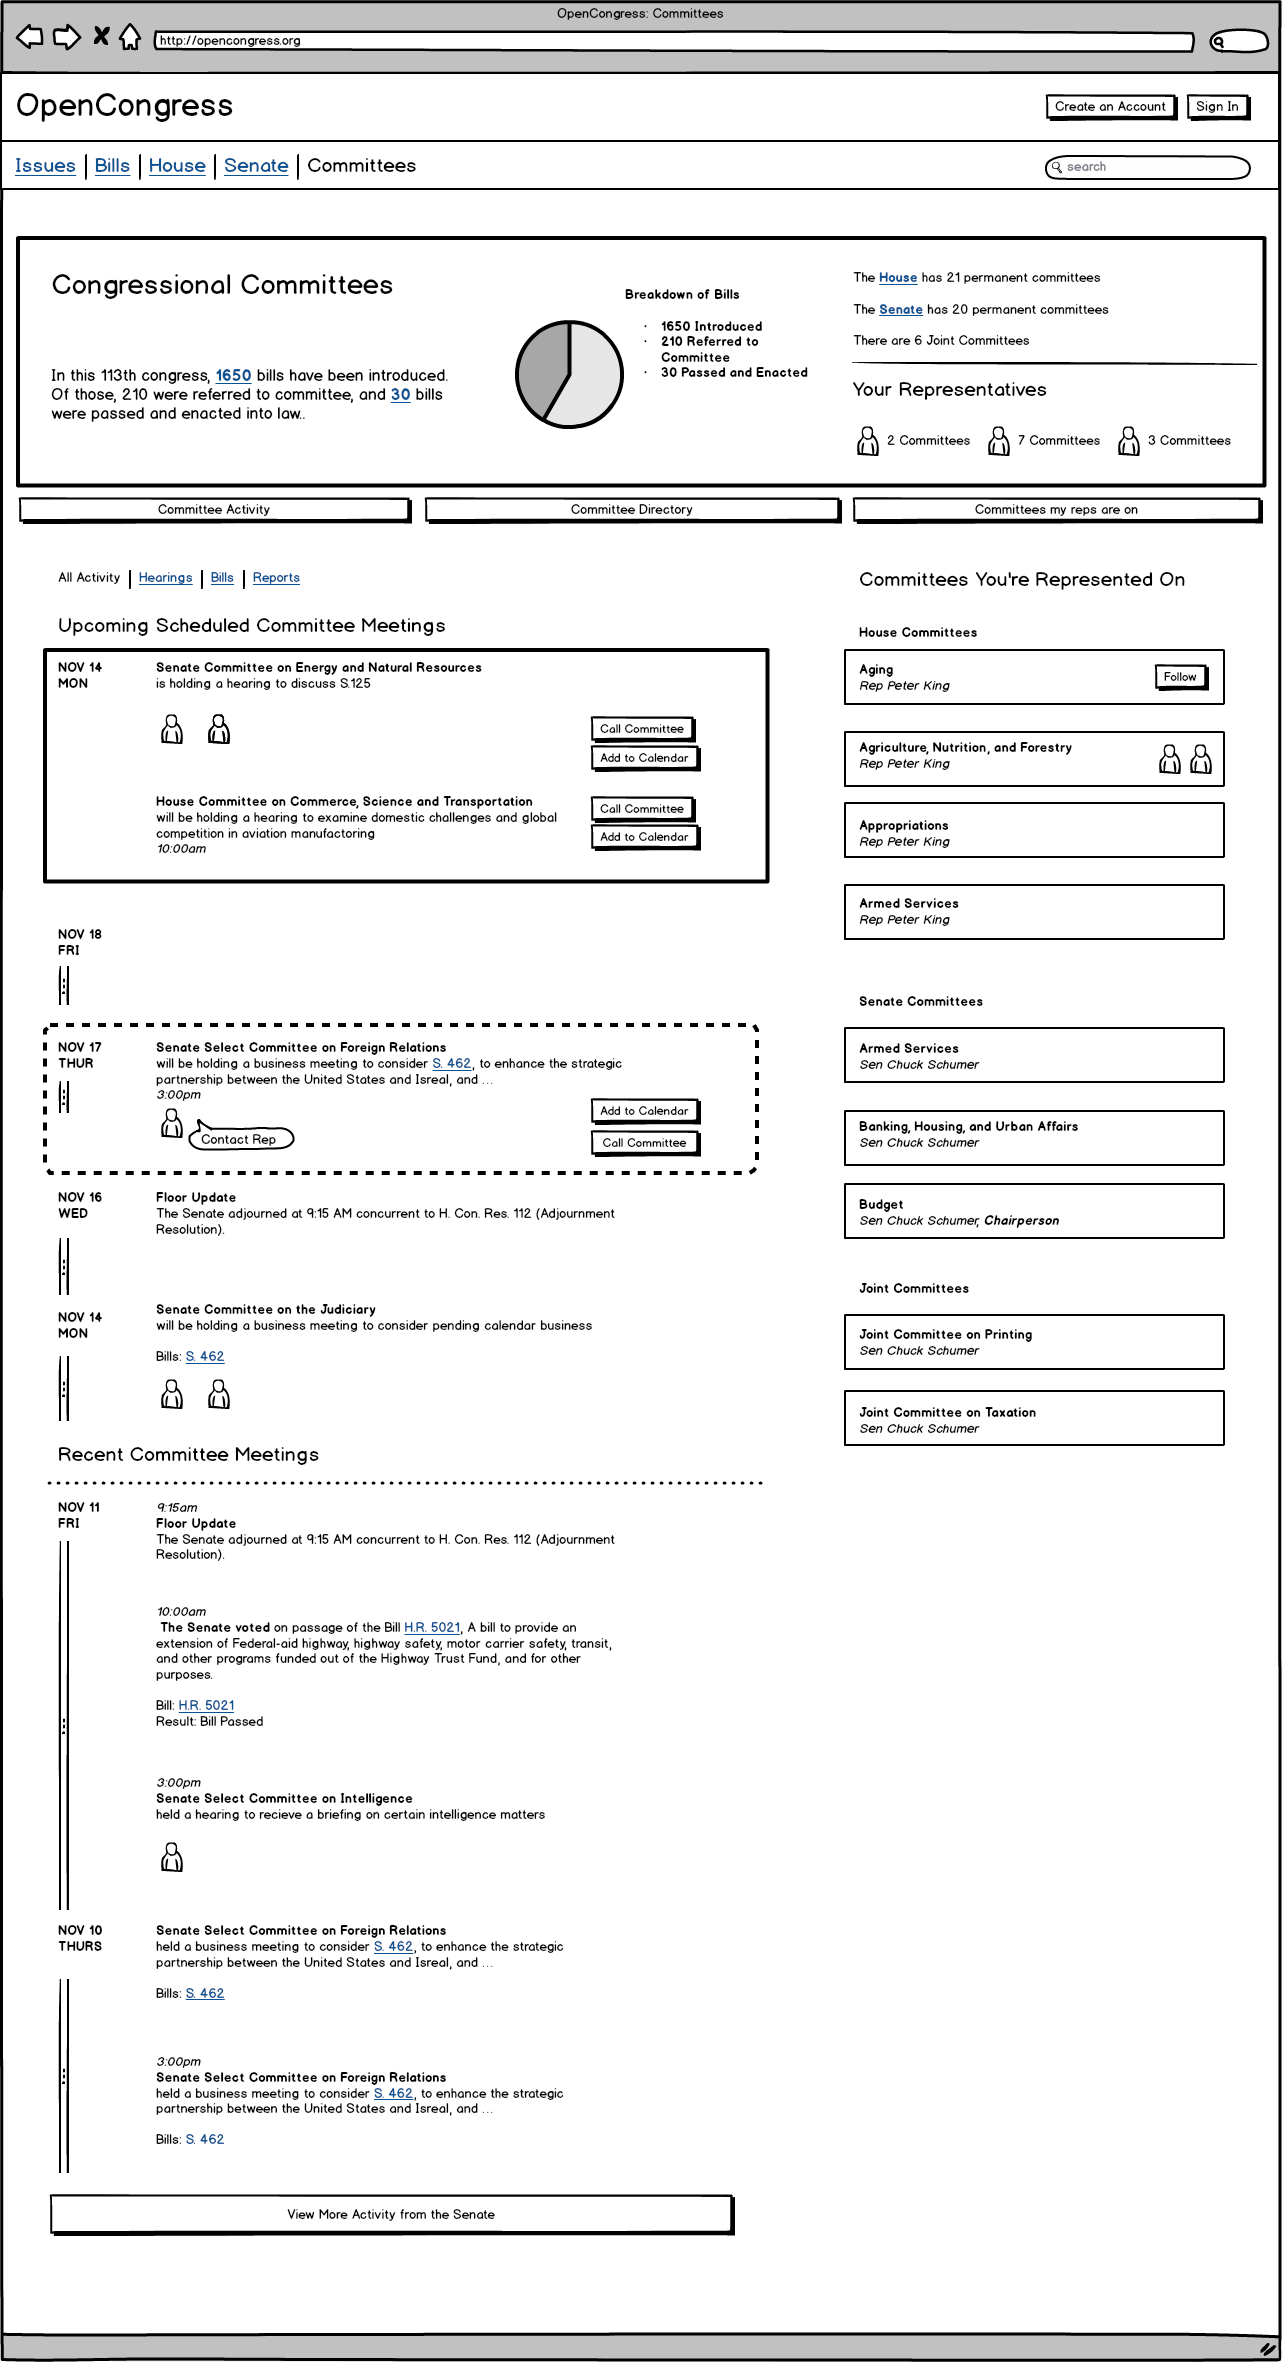 OpenCongress: Committees
http://opencongress.org
OpenCongress
Create an Account
Sign In
Issues
Bills
House
Senate
Committees
search
Congressional Committees
In this 113th congress, 1650 bills have been introduced.
Of those, 210 were referred to committee, and 30 bills
were passed and enacted into law..
Breakdown of Bills
· 1650 Introduced
· 210 Referred to
Committee
· 30 Passed and Enacted
The House has 21 permanent committees
The Senate has 20 permanent committees
There are 6 Joint Committees
Your Representatives
2 Committees
7 Committees
3 Committees
Committee Activity
Committee Directory
Committees my reps are on
All Activity
Hearings
Bills
Reports
Upcoming Scheduled Committee Meetings
NOV 14
MON
Senate Committee on Energy and Natural Resources
is holding a hearing to discuss S.125
Call Committee
Add to Calendar
House Committee on Commerce, Science and Transportation
will be holding a hearing to examine domestic challenges and global
competition in aviation manufactoring
10:00am
Call Committee
Add to Calendar
NOV 18
FRI
NOV 17
THUR
Senate Select Committee on Foreign Relations
will be holding a business meeting to consider S. 462, to enhance the strategic
partnership between the United States and Isreal, and ...
3:00pm
Contact Rep
Add to Calendar
Call Committee
NOV 16
WED
Floor Update
The Senate adjourned at 9:15 AM concurrent to H. Con. Res. 112 (Adjournment
Resolution).
NOV 14
MON
Senate Committee on the Judiciary
will be holding a business meeting to consider pending calendar business
Bills: S. 462
Recent Committee Meetings
NOV 11
FRI
9:15am
Floor Update
The Senate adjourned at 9:15 AM concurrent to H. Con. Res. 112 (Adjournment
Resolution).
10:00am
The Senate voted on passage of the Bill H.R. 5021, A bill to provide an
extension of Federal-aid highway, highway safety, motor carrier safety, transit,
and other programs funded out of the Highway Trust Fund, and for other
purposes.
Bill: H.R. 5021
Result: Bill Passed
3:00pm
Senate Select Committee on Intelligence
held a hearing to recieve a briefing on certain intelligence matters
NOV 10
THURS
Senate Select Committee on Foreign Relations
held a business meeting to consider S. 462, to enhance the strategic
partnership between the United States and Isreal, and ...
Bills: S. 462
3:00pm
Senate Select Committee on Foreign Relations
held a business meeting to consider S. 462, to enhance the strategic
partnership between the United States and Isreal, and ...
Bills: S. 462
View More Activity from the Senate
Committees You're Represented On
House Committees
Aging
Rep Peter King
Follow
Agriculture, Nutrition, and Forestry
Rep Peter King
Appropriations
Rep Peter King
Armed Services
Rep Peter King
Senate Committees
Armed Services
Sen Chuck Schumer
Banking, Housing, and Urban Affairs
Sen Chuck Schumer
Budget
Sen Chuck Schumer, Chairperson
Joint Committees
Joint Committee on Printing
Sen Chuck Schumer
Joint Committee on Taxation
Sen Chuck Schumer